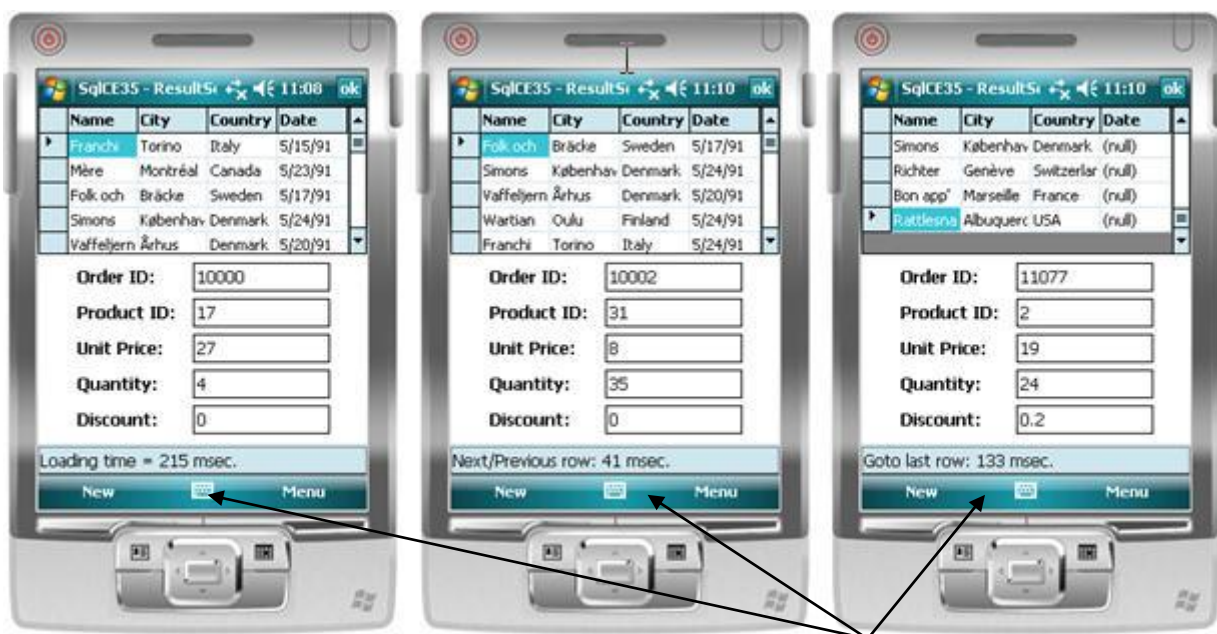 SqlCE35 - ResultSe 11:08 ok
Name City Country Date
Franchi Torino Italy 5/15/91
Mère Montréal Canada 5/23/91
Folk och Bräcke Sweden 5/17/91
Simons Københav Denmark 5/24/91
Vaffeljern Århus Denmark 5/20/91
Order ID: 10000
Product ID: 17
Unit Price: 27
Quantity: 4
Discount: 0
Loading time = 215 msec.
New Menu
SqlCE35 - ResultSe 11:10 ok
Name City Country Date
Folk och Bräcke Sweden 5/17/91
Simons Københav Denmark 5/24/91
Vaffeljern Århus Denmark 5/20/91
Wartian Oulu Finland 5/24/91
Franchi Torino Italy 5/24/91
Order ID: 10002
Product ID: 31
Unit Price: 8
Quantity: 35
Discount: 0
Next/Previous row: 41 msec.
New Menu
SqlCE35 - ResultSe 11:10 ok
Name City Country Date
Simons Københav Denmark (null)
Richter Genève Switzerlar (null)
Bon app' Marseille France (null)
Rattlesna Albuquerc USA (null)
Order ID: 11077
Product ID: 2
Unit Price: 19
Quantity: 24
Discount: 0.2
Goto last row: 133 msec.
New Menu